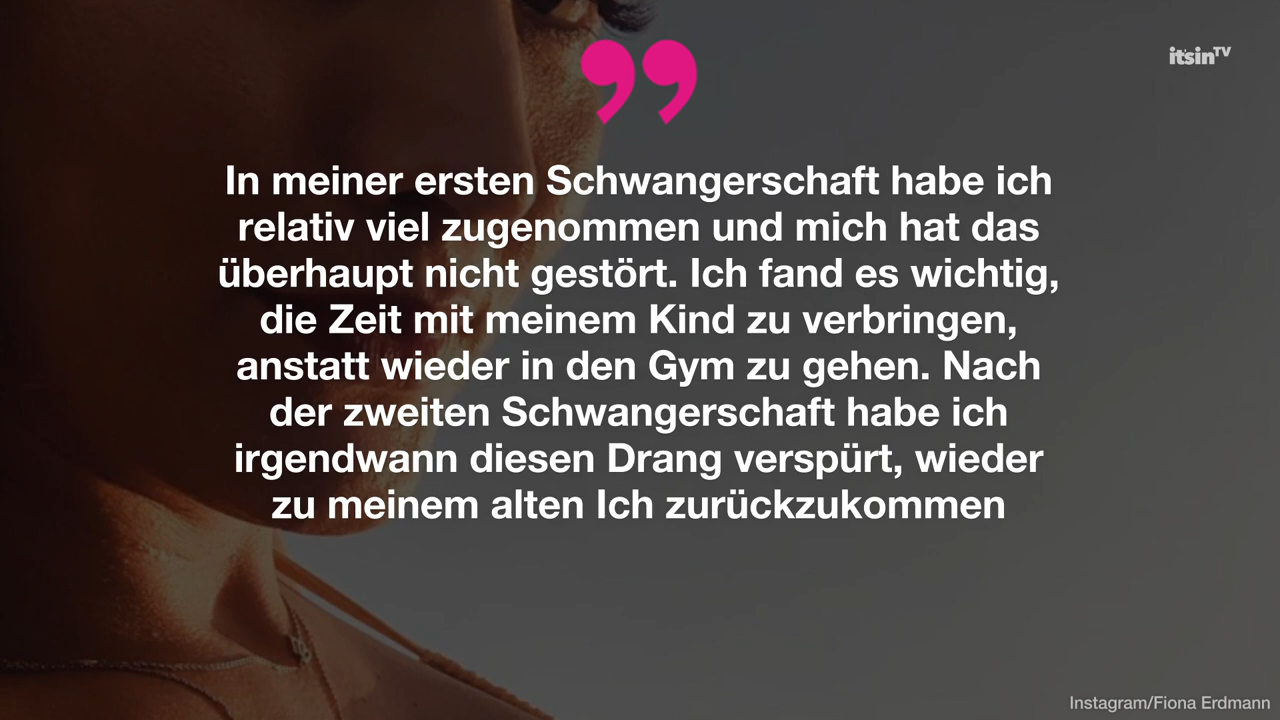 itsinTV
In meiner ersten Schwangerschaft habe ich
relativ viel zugenommen und mich hat das
überhaupt nicht gestört. Ich fand es wichtig,
die Zeit mit meinem Kind zu verbringen,
anstatt wieder in den Gym zu gehen. Nach
der zweiten Schwangerschaft habe ich
irgendwann diesen Drang verspürt, wieder
zu meinem alten Ich zurückzukommen
Instagram/Fiona Erdmann